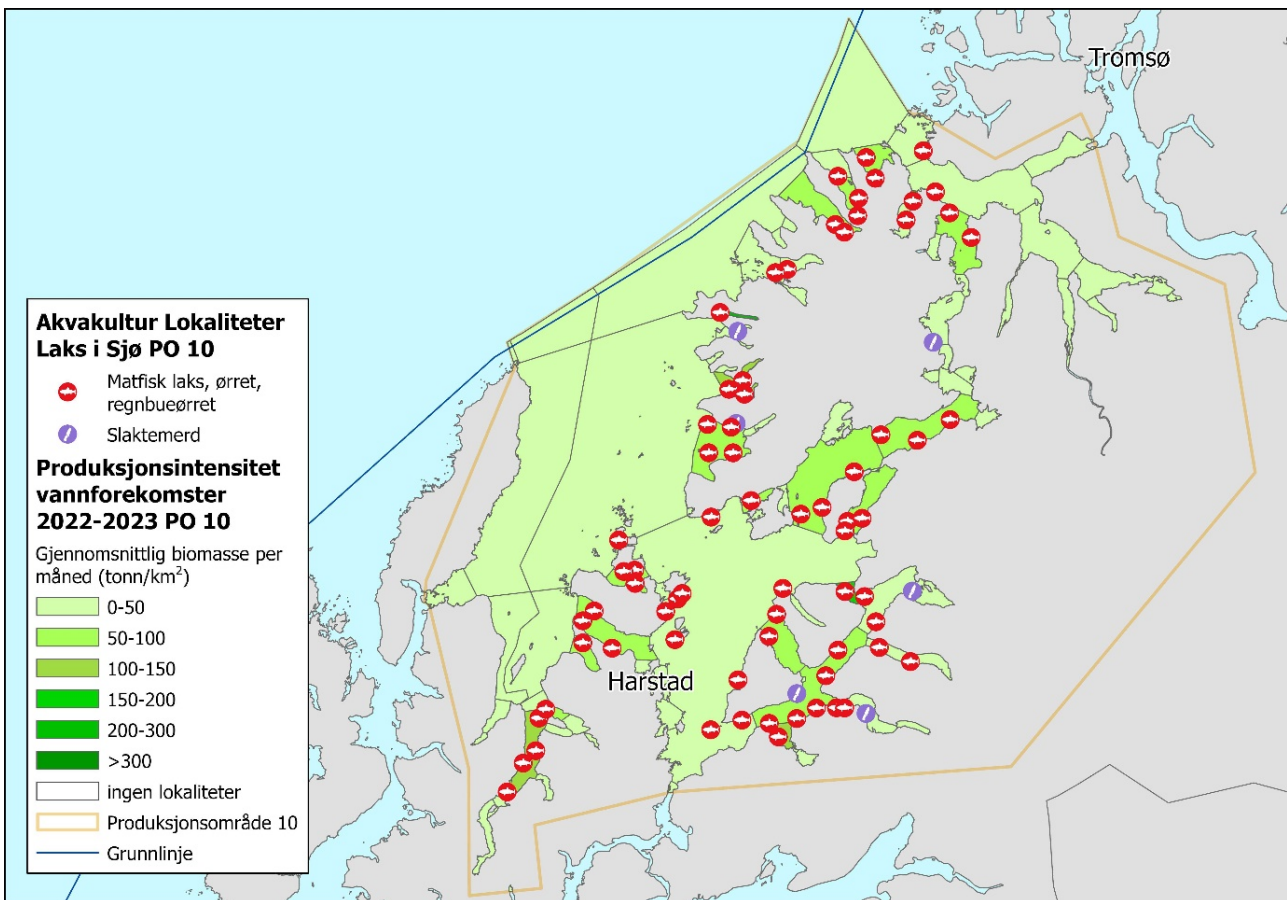 Tromsø
Harstad
Akvakultur Lokaliteter
Laks i Sjø PO 10
Matfisk laks, ørret,
regnbueørret
Slaktemerd
Produksjonsintensitet
vannforekomster
2022-2023 PO 10
Gjennomsnittlig biomasse per
måned (tonn/km²)
0-50
50-100
100-150
150-200
200-300
>300
ingen lokaliteter
Produksjonsområde 10
Grunnlinje